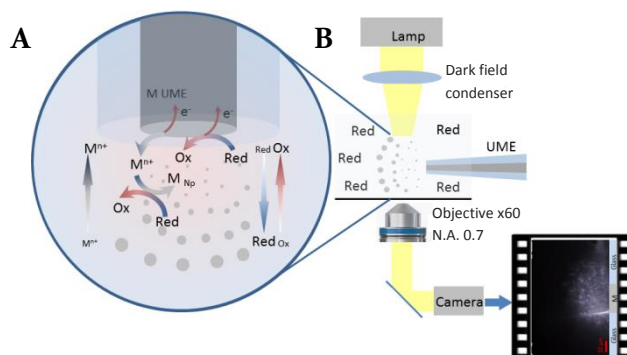 A
M UME
e⁻
e⁻
Mⁿ⁺
Mⁿ⁺
Ox
Red
Red Ox
M Np
Ox
Red
Mⁿ⁺
Red Ox
B
Lamp
Dark field
condenser
Red
Red
Red
UME
Red
Red
Objective x60
N.A. 0.7
Camera
Glass
M
Glass